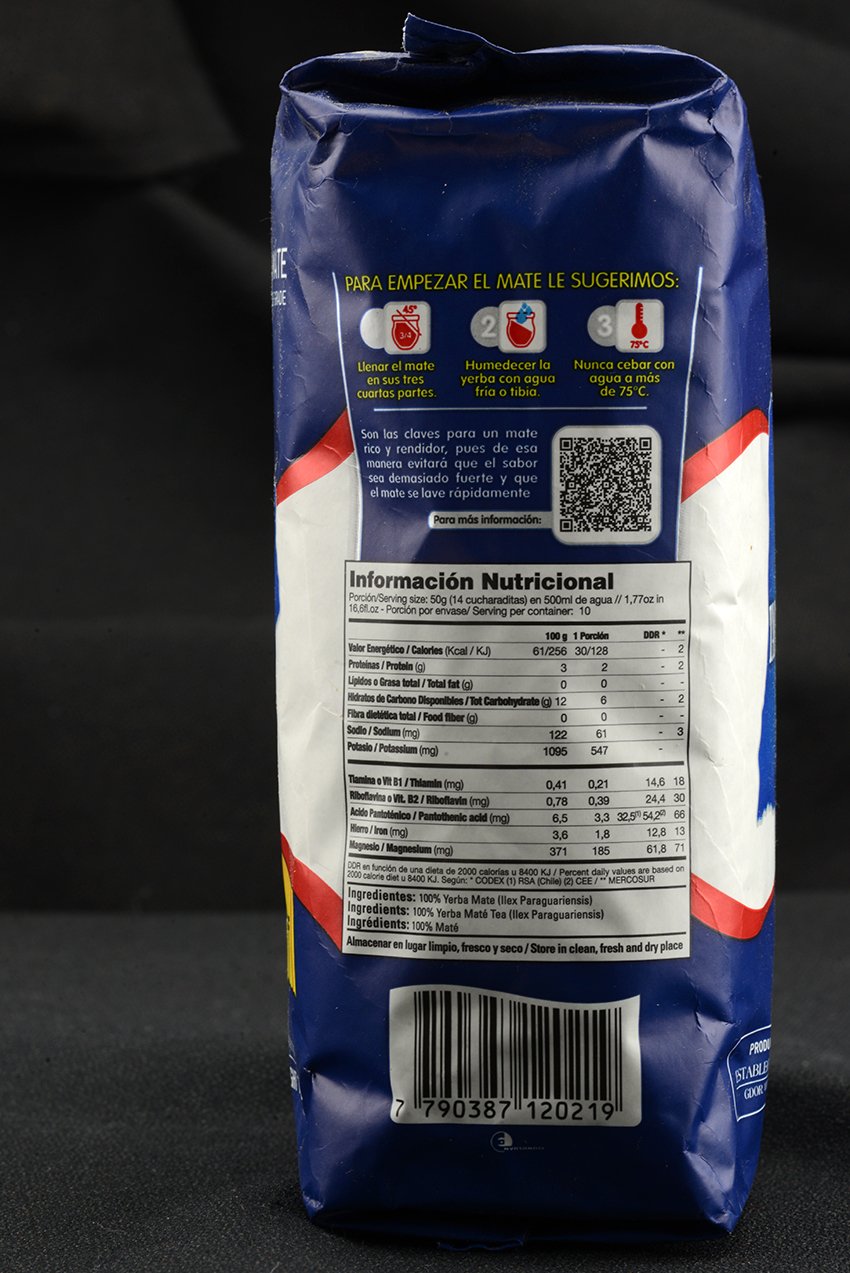 ATE
PARA EMPEZAR EL MATE LE SUGERIMOS:
45°
3/4
2
3
75°C
Llenar el mate
en sus tres
cuartas partes.
Humedecer la
yerba con agua
fría o tibia.
Nunca cebar con
agua a más
de 75°C.
Son las claves para un mate
rico y rendidor, pues de esa
manera evitará que el sabor
sea demasiado fuerte y que
el mate se lave rápidamente
Para más información:
Información Nutricional
Porción/Serving size: 50g (14 cucharaditas) en 500ml de agua // 1,77oz in
16,6fl.oz - Porción por envase/ Serving per container: 10
100 g 1 Porción DDR * **
Valor Energético / Calories (Kcal / KJ) 61/256 30/128 - 2
Proteínas / Protein (g) 3 2 - 2
Lípidos o Grasa total / Total fat (g) 0 0 - -
Hidratos de Carbono Disponibles / Tot Carbohydrate (g) 12 6 - 2
Fibra dietética total / Food fiber (g) 0 0 - -
Sodio / Sodium (mg) 122 61 - 3
Potasio / Potassium (mg) 1095 547 -
Tiamina o Vit B1 / Thiamin (mg) 0,41 0,21 14,6 18
Riboflavina o Vit. B2 / Riboflavin (mg) 0,78 0,39 24,4 30
Acido Pantoténico / Pantothenic acid (mg) 6,5 3,3 32,5(1) 54,2(2) 66
Hierro / Iron (mg) 3,6 1,8 12,8 13
Magnesio / Magnesium (mg) 371 185 61,8 71
DDR en función de una dieta de 2000 calorías u 8400 KJ / Percent daily values are based on
2000 calorie diet u 8400 KJ. Según: * CODEX (1) RSA (Chile) (2) CEE / ** MERCOSUR
Ingredientes: 100% Yerba Mate (Ilex Paraguariensis)
Ingredients: 100% Yerba Maté Tea (Ilex Paraguariensis)
Ingrédients: 100% Maté
Almacenar en lugar limpio, fresco y seco / Store in clean, fresh and dry place
7 790387 120219
PRODU
ESTABLE
GDOR